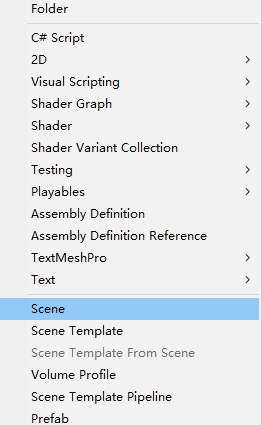 Folder
C# Script
2D
Visual Scripting
Shader Graph
Shader
Shader Variant Collection
Testing
Playables
Assembly Definition
Assembly Definition Reference
TextMeshPro
Text
Scene
Scene Template
Scene Template From Scene
Volume Profile
Scene Template Pipeline
Prefab